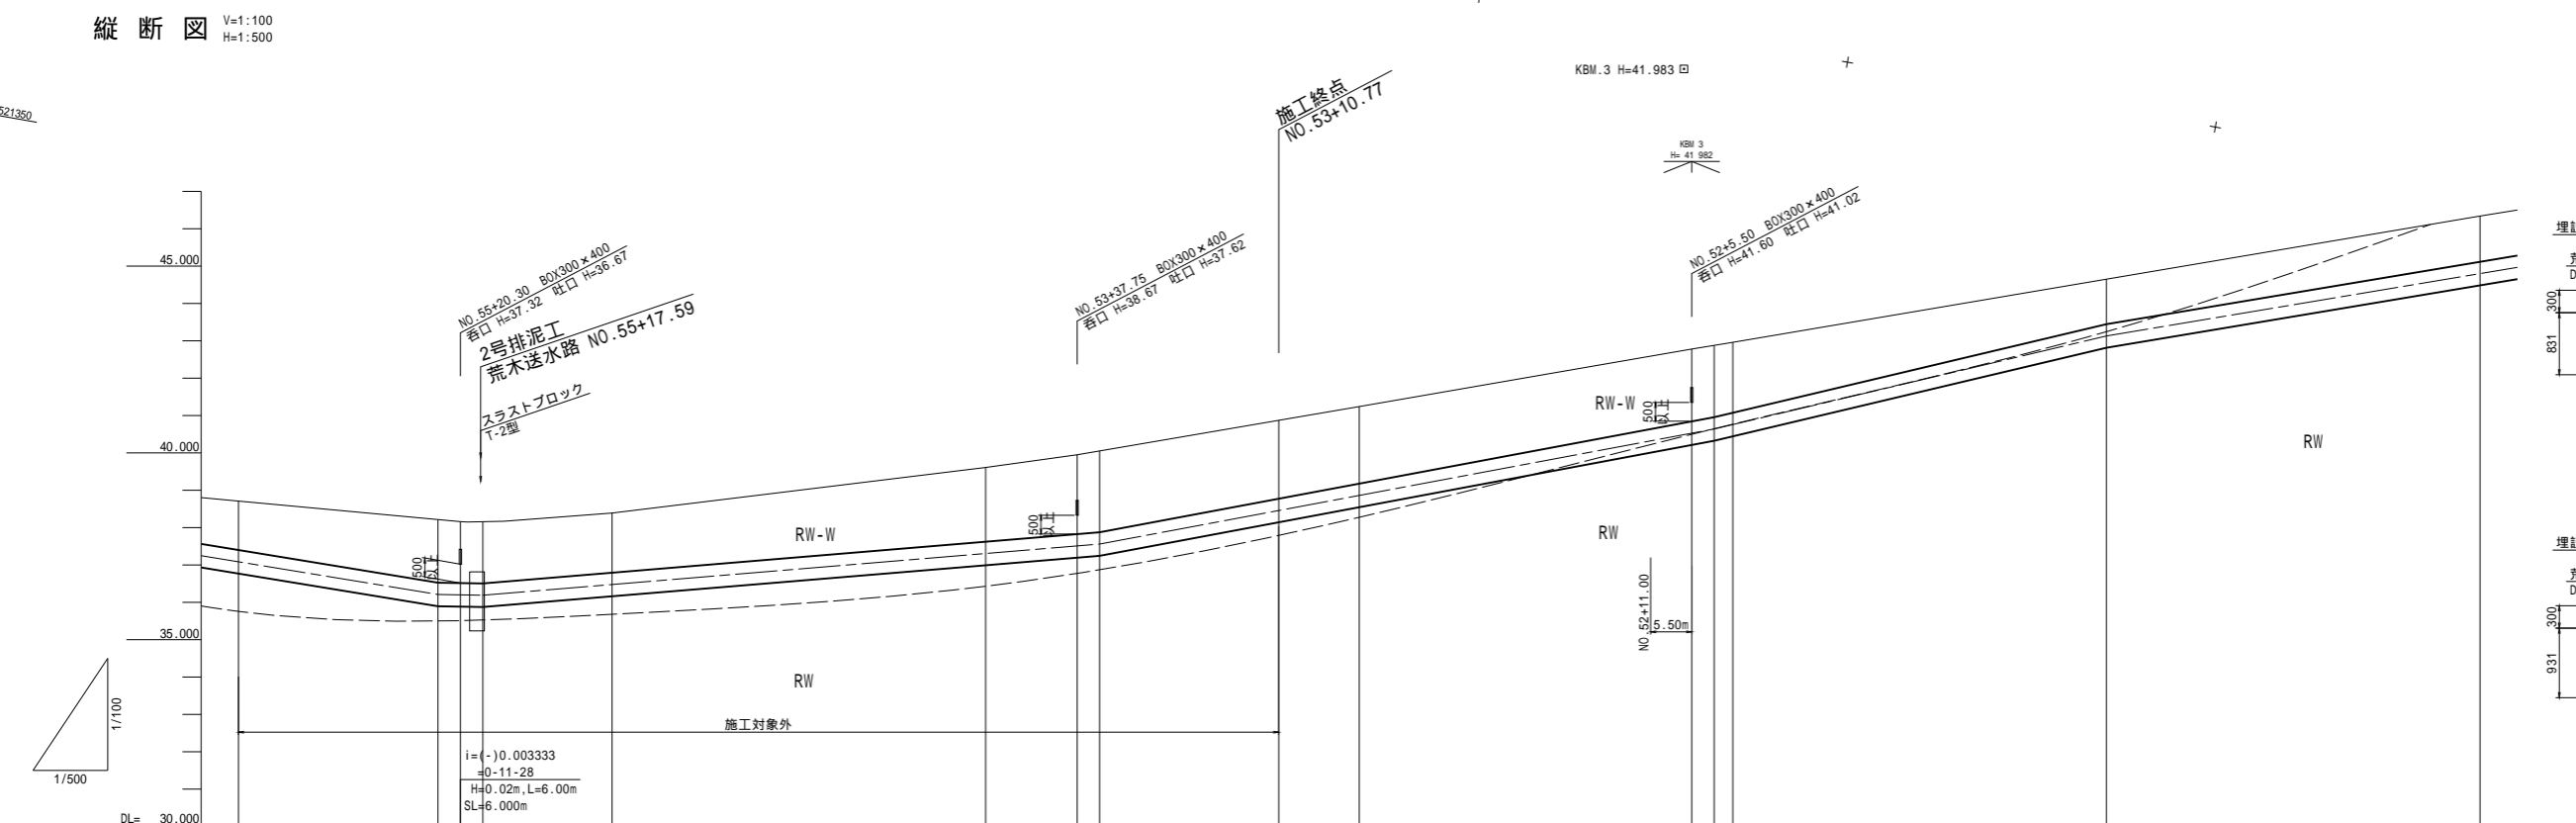 縦断図
V=1:100
H=1:500
521350
KBM.3 H=41.983
施工終点
NO.53+10.77
KBM 3
H= 41 982
NO.55+20.30 BOX300×400
呑口 H=37.32 吐口 H=36.67
2号排泥工
荒木送水路 NO.55+17.59
スラストブロック
T-2型
NO.53+37.75 BOX300×400
呑口 H=38.67 吐口 H=37.62
NO.52+5.50 BOX300×400
呑口 H=41.60 吐口 H=41.02
45.000
40.000
35.000
DL= 30.000
500
以上
500
以上
500
以上
RW-W
RW-W
RW
RW
RW
NO.52+11.00
5.50m
施工対象外
1/100
1/500
i=(-)0.003333
=0-11-28
H=0.02m,L=6.00m
SL=6.000m
300
831
300
931